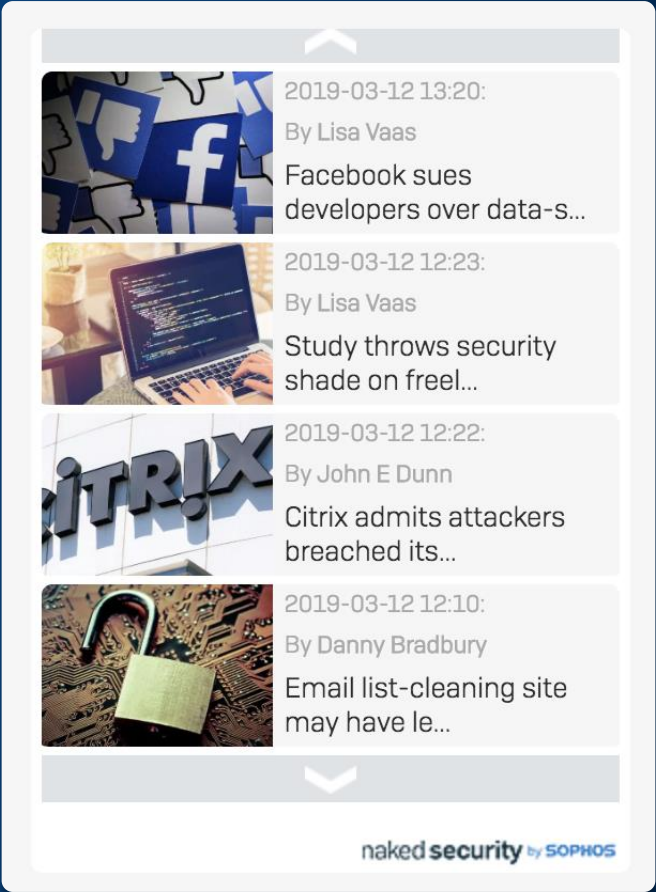 2019-03-12 13:20:
By Lisa Vaas
Facebook sues
developers over data-s...
2019-03-12 12:23:
By Lisa Vaas
Study throws security
shade on freel...
CITRIX
2019-03-12 12:22:
By John E Dunn
Citrix admits attackers
breached its...
2019-03-12 12:10:
By Danny Bradbury
Email list-cleaning site
may have le...
naked security by SOPHOS